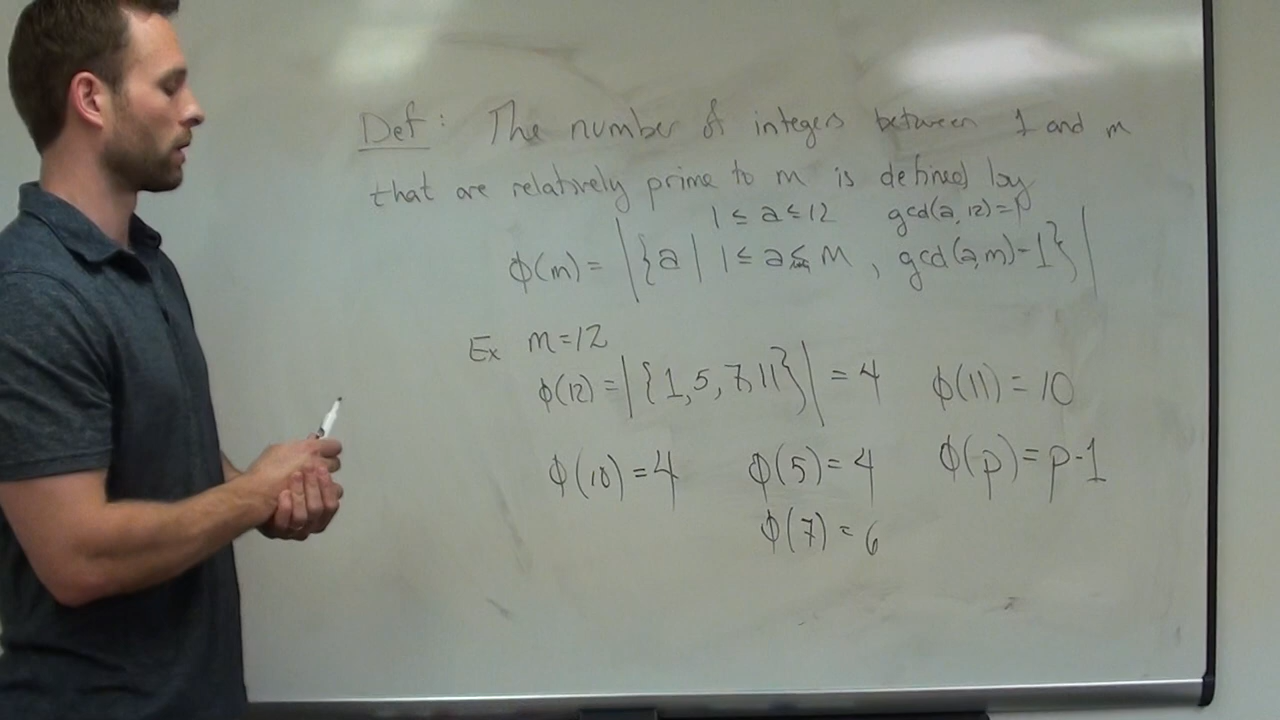 Def: The number of integers between 1 and m
that are relatively prime to m is defined by
1 ≤ a ≤ 12 gcd(a, 12)=1
φ(m) = |{a | 1 ≤ a ≤ m , gcd(a,m)=1}|
Ex m=12
φ(12) = |{1,5,7,11}| = 4 φ(11) = 10
φ(10) = 4 φ(5) = 4 φ(p) = p-1
φ(7) = 6